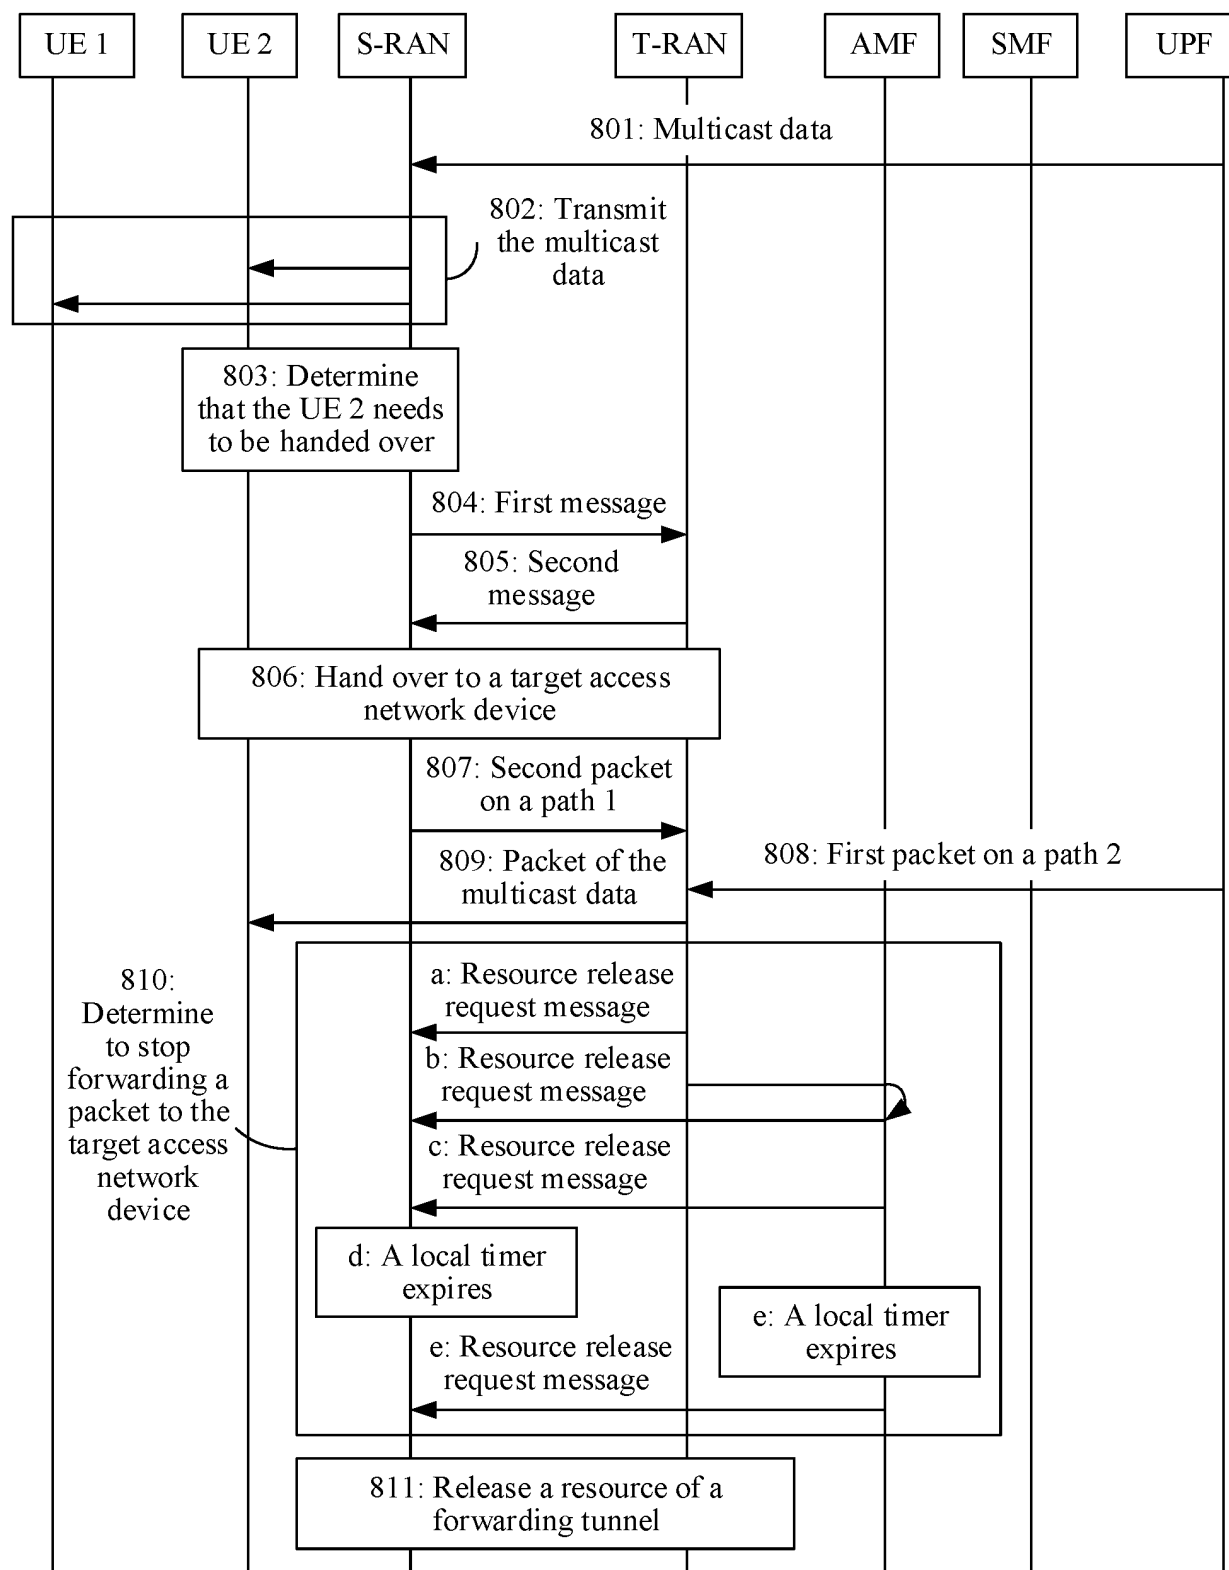 UE 1
UE 2
S-RAN
T-RAN
AMF
SMF
UPF
801: Multicast data
802: Transmit
the multicast
data
803: Determine
that the UE 2 needs
to be handed over
804: First message
805: Second
message
806: Hand over to a target access
network device
807: Second packet
on a path 1
808: First packet on a path 2
809: Packet of the
multicast data
810:
Determine
to stop
forwarding a
packet to the
target access
network
device
a: Resource release
request message
b: Resource release
request message
c: Resource release
request message
d: A local timer
expires
e: A local timer
expires
e: Resource release
request message
811: Release a resource of a
forwarding tunnel